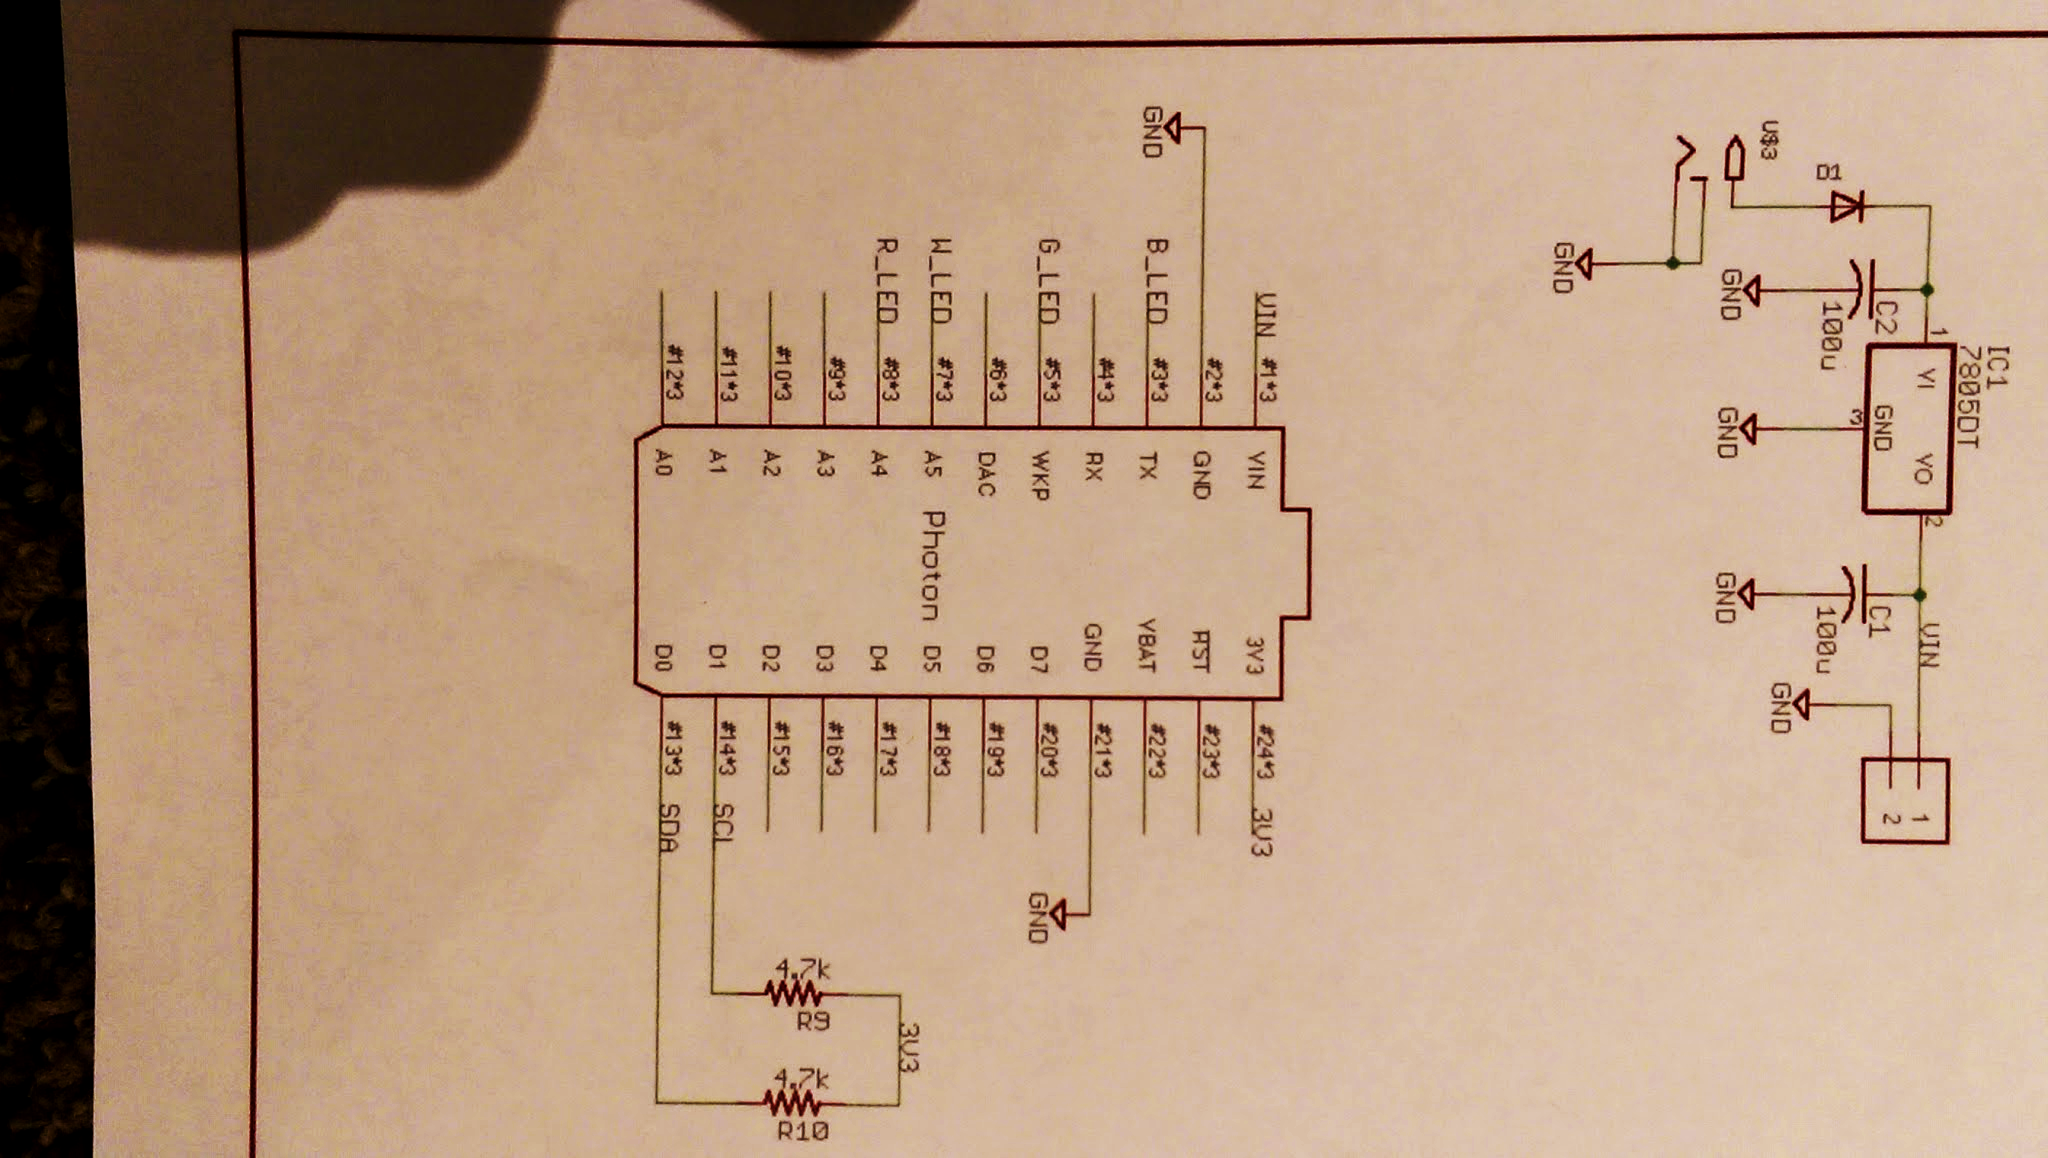 U$3
D1
GND
GND
C2
100u
1
IC1
7805DT
VI
GND
VO
3
GND
2
GND
C1
100u
VIN
GND
1
2
GND
VIN #1*3
#2*3
B_LED #3*3
#4*3
G_LED #5*3
#6*3
W_LED #7*3
R_LED #8*3
#9*3
#10*3
#11*3
#12*3
VIN
GND
TX
RX
WKP
DAC
A5
A4
A3
A2
A1
A0
Photon
3V3
RST
VBAT
GND
D7
D6
D5
D4
D3
D2
D1
D0
#24*3 3V3
#23*3
#22*3
#21*3
#20*3
#19*3
#18*3
#17*3
#16*3
#15*3
#14*3 SCL
#13*3 SDA
GND
4.7k
R9
3V3
4.7k
R10